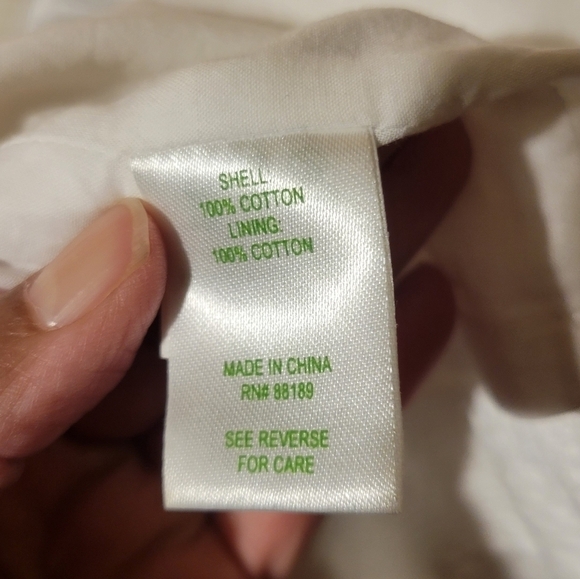 SHELL:
100% COTTON
LINING:
100% COTTON
MADE IN CHINA
RN# 88189
SEE REVERSE
FOR CARE